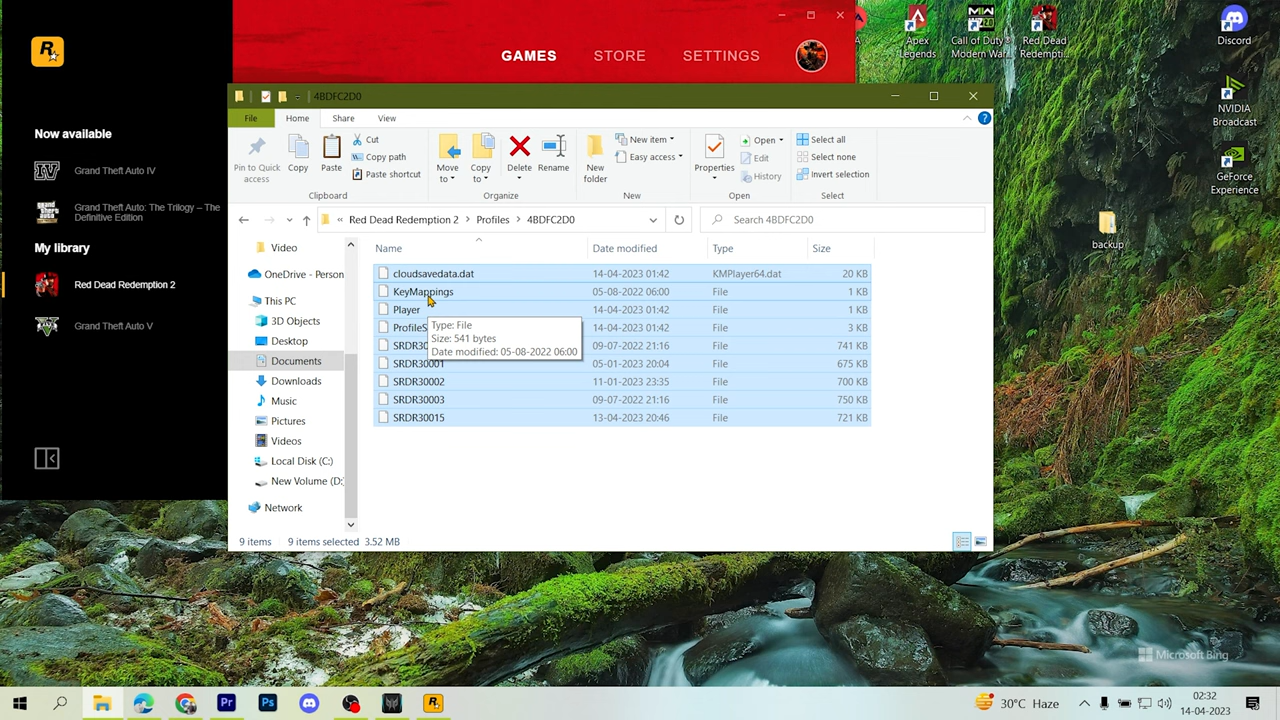 R
Now available
Grand Theft Auto IV
Grand Theft Auto: The Trilogy – The
Definitive Edition
My library
Red Dead Redemption 2
Grand Theft Auto V
GAMES
STORE
SETTINGS
Apex
Legends
Call of Duty®
Modern War...
Red Dead
Redempti...
Discord
NVIDIA
Broadcast
GeForce
Experience
backup
4BDFC2D0
File
Home
Share
View
Pin to Quick
access
Copy
Paste
Cut
Copy path
Paste shortcut
Clipboard
Move
to
Copy
to
Delete
Rename
Organize
New
folder
New item
Easy access
New
Properties
Open
Edit
History
Open
Select all
Select none
Invert selection
Select
« Red Dead Redemption 2 > Profiles > 4BDFC2D0
Search 4BDFC2D0
Video
OneDrive - Person
This PC
3D Objects
Desktop
Documents
Downloads
Music
Pictures
Videos
Local Disk (C:)
New Volume (D:)
Network
Name Date modified Type Size
cloudsavedata.dat 14-04-2023 01:42 KMPlayer64.dat 20 KB
KeyMappings 05-08-2022 06:00 File 1 KB
Player 14-04-2023 01:42 File 1 KB
ProfileS 14-04-2023 01:42 File 3 KB
SRDR30 09-07-2022 21:16 File 741 KB
SRDR30001 05-01-2023 20:04 File 675 KB
SRDR30002 11-01-2023 23:35 File 700 KB
SRDR30003 09-07-2022 21:16 File 750 KB
SRDR30015 13-04-2023 20:46 File 721 KB
Type: File
Size: 541 bytes
Date modified: 05-08-2022 06:00
9 items 9 items selected 3.52 MB
Microsoft Bing
Pr
Ps
R
30°C Haze
02:32
14-04-2023